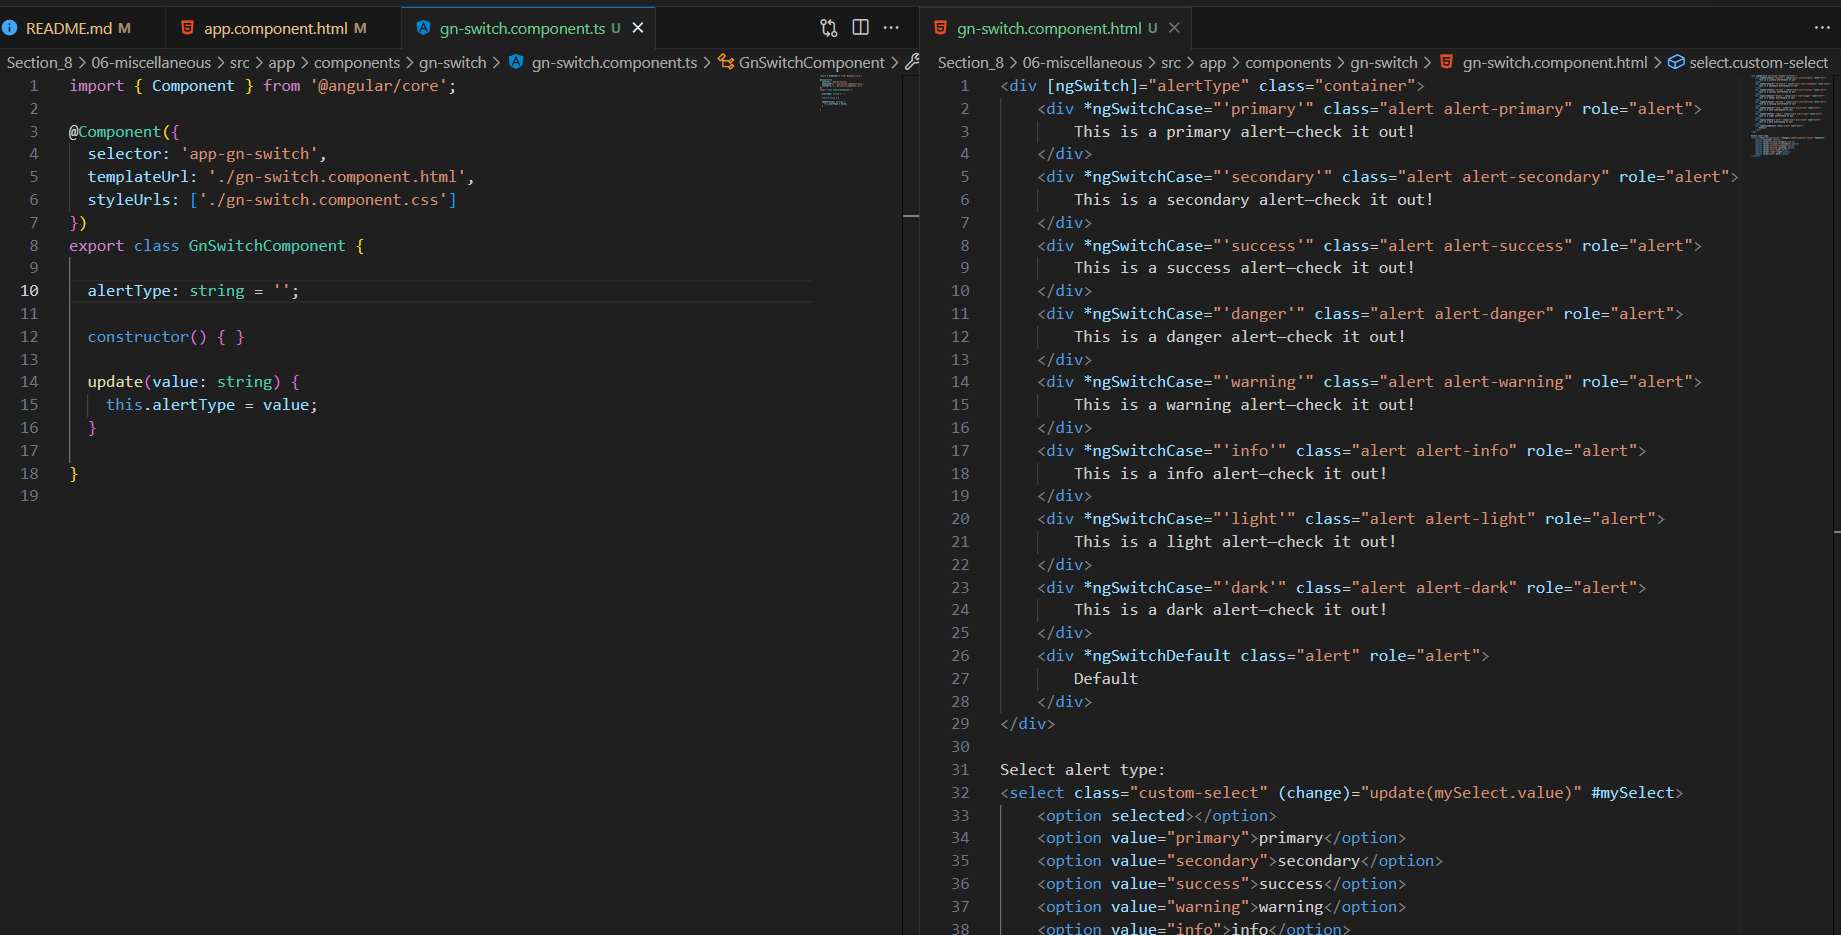 README.md M
app.component.html M
gn-switch.component.ts U
Section_8 > 06-miscellaneous > src > app > components > gn-switch > gn-switch.component.ts > GnSwitchComponent >
1 import { Component } from '@angular/core';
2
3 @Component({
4 selector: 'app-gn-switch',
5 templateUrl: './gn-switch.component.html',
6 styleUrls: ['./gn-switch.component.css']
7 })
8 export class GnSwitchComponent {
9
10 alertType: string = '';
11
12 constructor() { }
13
14 update(value: string) {
15 this.alertType = value;
16 }
17
18 }
19
gn-switch.component.html U
Section_8 > 06-miscellaneous > src > app > components > gn-switch > gn-switch.component.html > select.custom-select
1 <div [ngSwitch]="alertType" class="container">
2 <div *ngSwitchCase="'primary'" class="alert alert-primary" role="alert">
3 This is a primary alert—check it out!
4 </div>
5 <div *ngSwitchCase="'secondary'" class="alert alert-secondary" role="alert">
6 This is a secondary alert—check it out!
7 </div>
8 <div *ngSwitchCase="'success'" class="alert alert-success" role="alert">
9 This is a success alert—check it out!
10 </div>
11 <div *ngSwitchCase="'danger'" class="alert alert-danger" role="alert">
12 This is a danger alert—check it out!
13 </div>
14 <div *ngSwitchCase="'warning'" class="alert alert-warning" role="alert">
15 This is a warning alert—check it out!
16 </div>
17 <div *ngSwitchCase="'info'" class="alert alert-info" role="alert">
18 This is a info alert—check it out!
19 </div>
20 <div *ngSwitchCase="'light'" class="alert alert-light" role="alert">
21 This is a light alert—check it out!
22 </div>
23 <div *ngSwitchCase="'dark'" class="alert alert-dark" role="alert">
24 This is a dark alert—check it out!
25 </div>
26 <div *ngSwitchDefault class="alert" role="alert">
27 Default
28 </div>
29 </div>
30
31 Select alert type:
32 <select class="custom-select" (change)="update(mySelect.value)" #mySelect>
33 <option selected></option>
34 <option value="primary">primary</option>
35 <option value="secondary">secondary</option>
36 <option value="success">success</option>
37 <option value="warning">warning</option>
38 <option value="info">info</option>